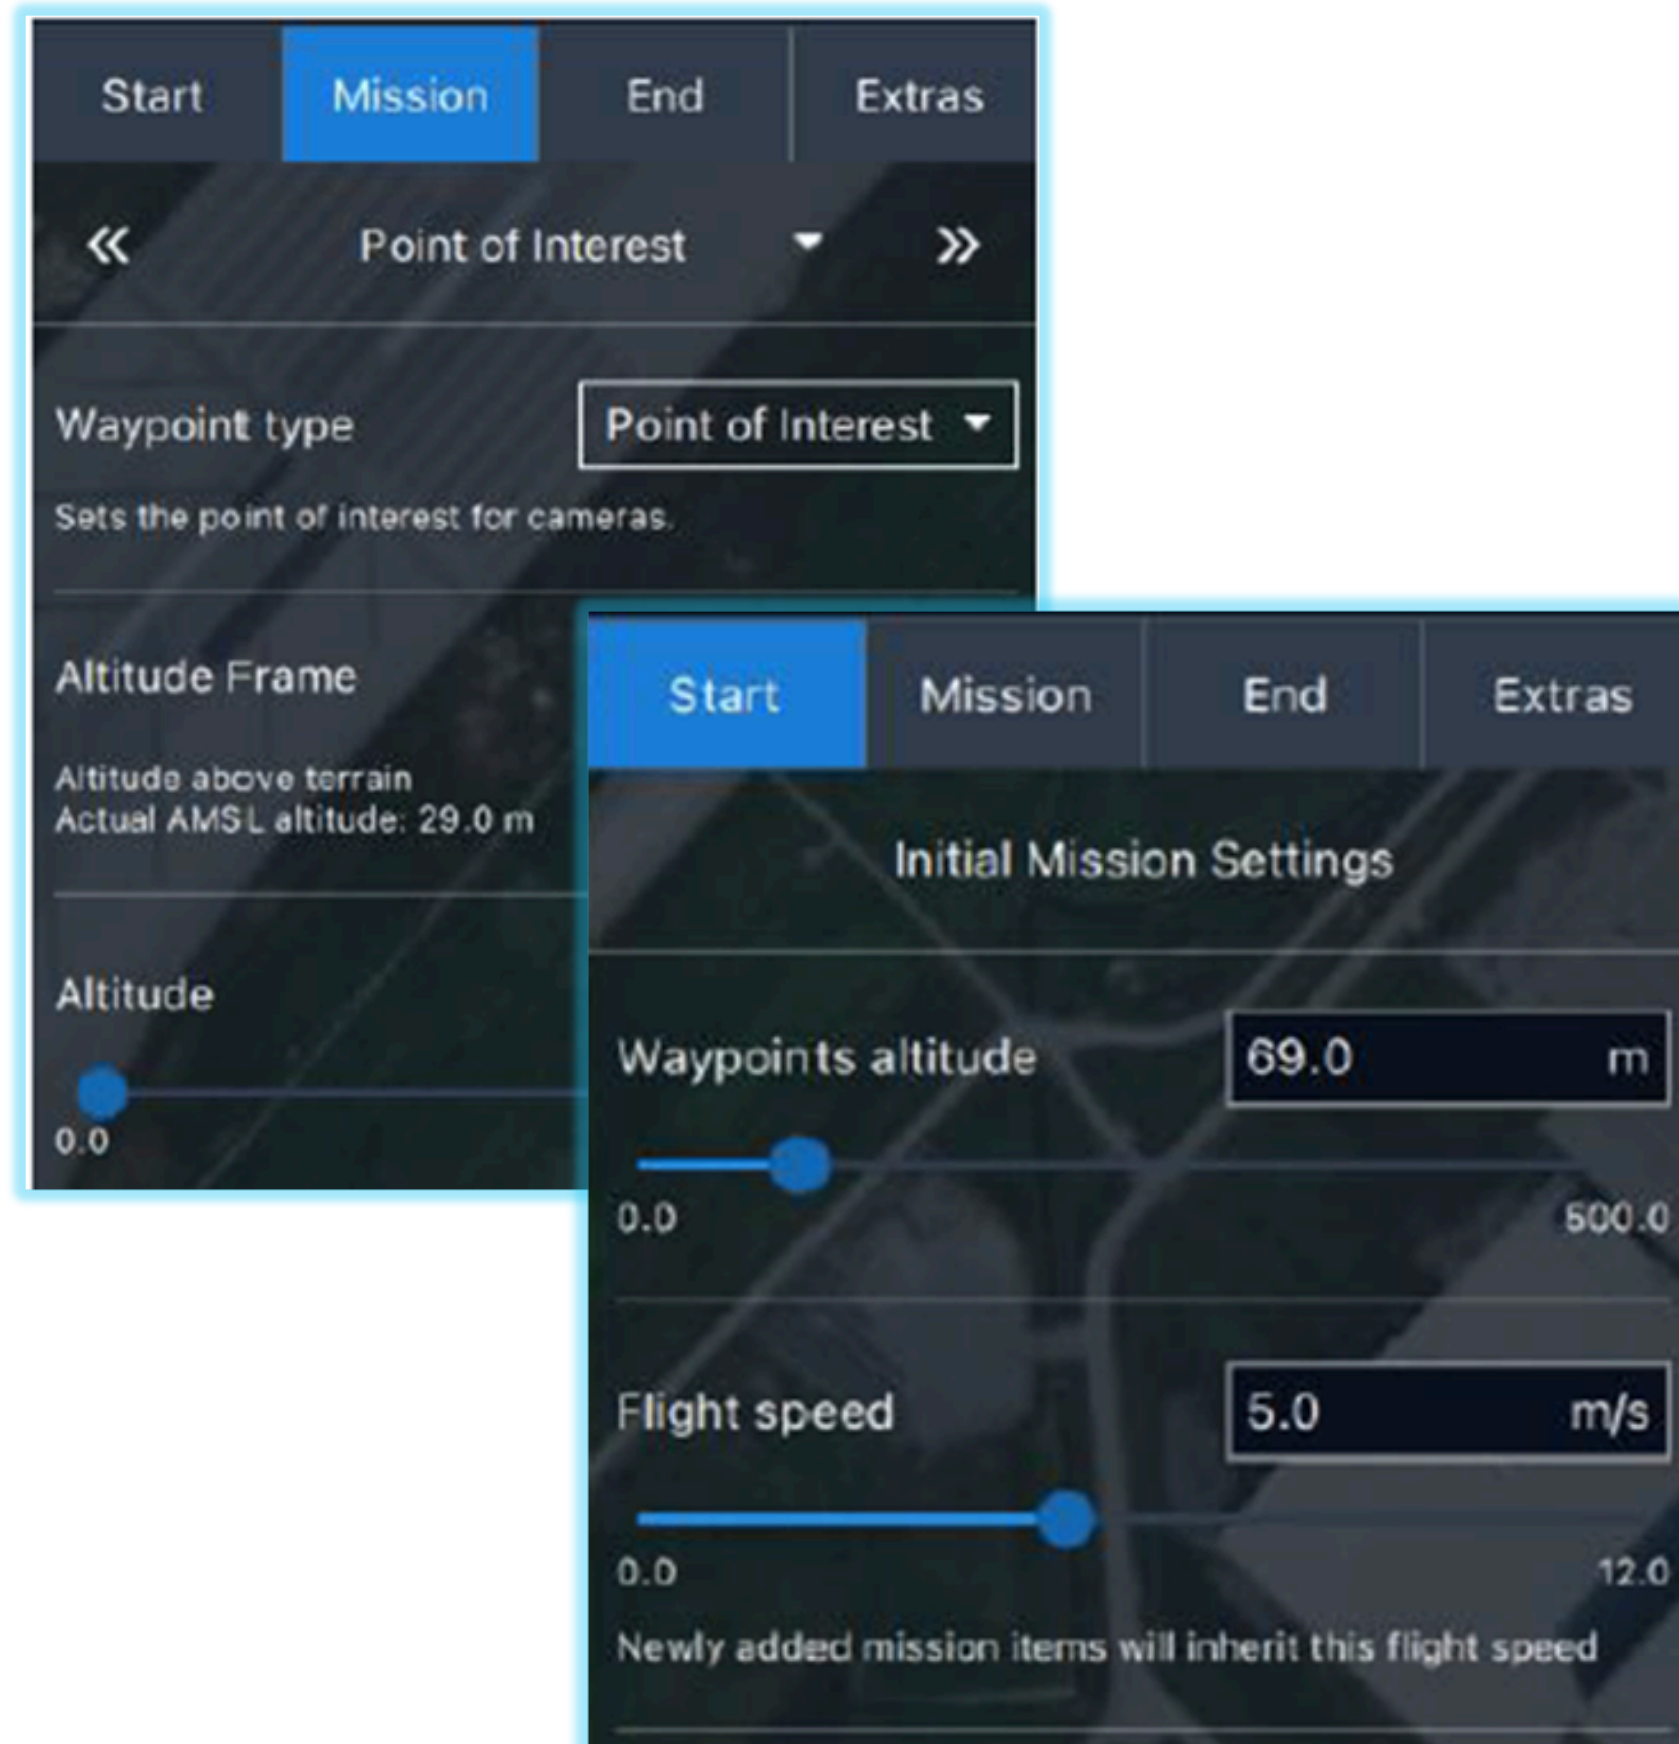 Start Mission End Extras
Point of Interest
Waypoint type Point of Interest
Sets the point of interest for cameras.
Altitude Frame
Altitude above terrain
Actual AMSL altitude: 29.0 m
Altitude
0.0
Start Mission End Extras
Initial Mission Settings
Waypoints altitude 69.0 m
0.0 500.0
Flight speed 5.0 m/s
0.0 12.0
Newly added mission items will inherit this flight speed